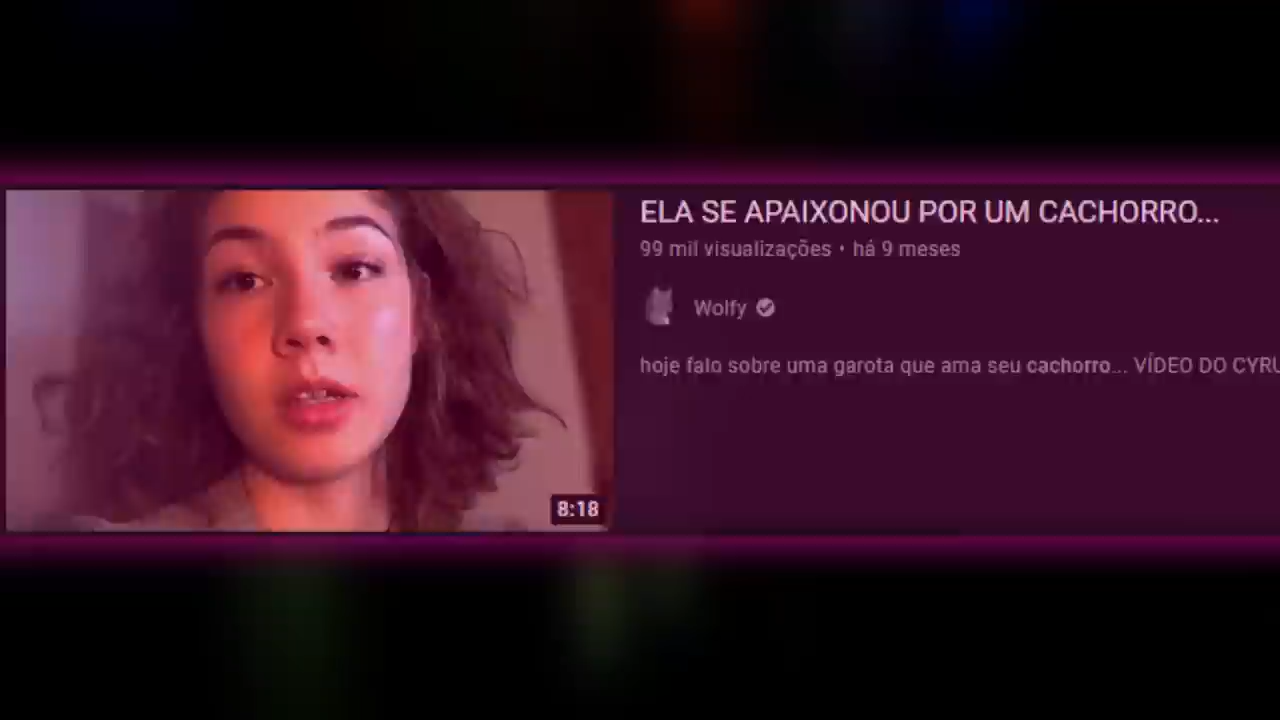 ELA SE APAIXONOU POR UM CACHORRO...
99 mil visualizações • há 9 meses
Wolfy
hoje falo sobre uma garota que ama seu cachorro... VÍDEO DO CYRU
8:18